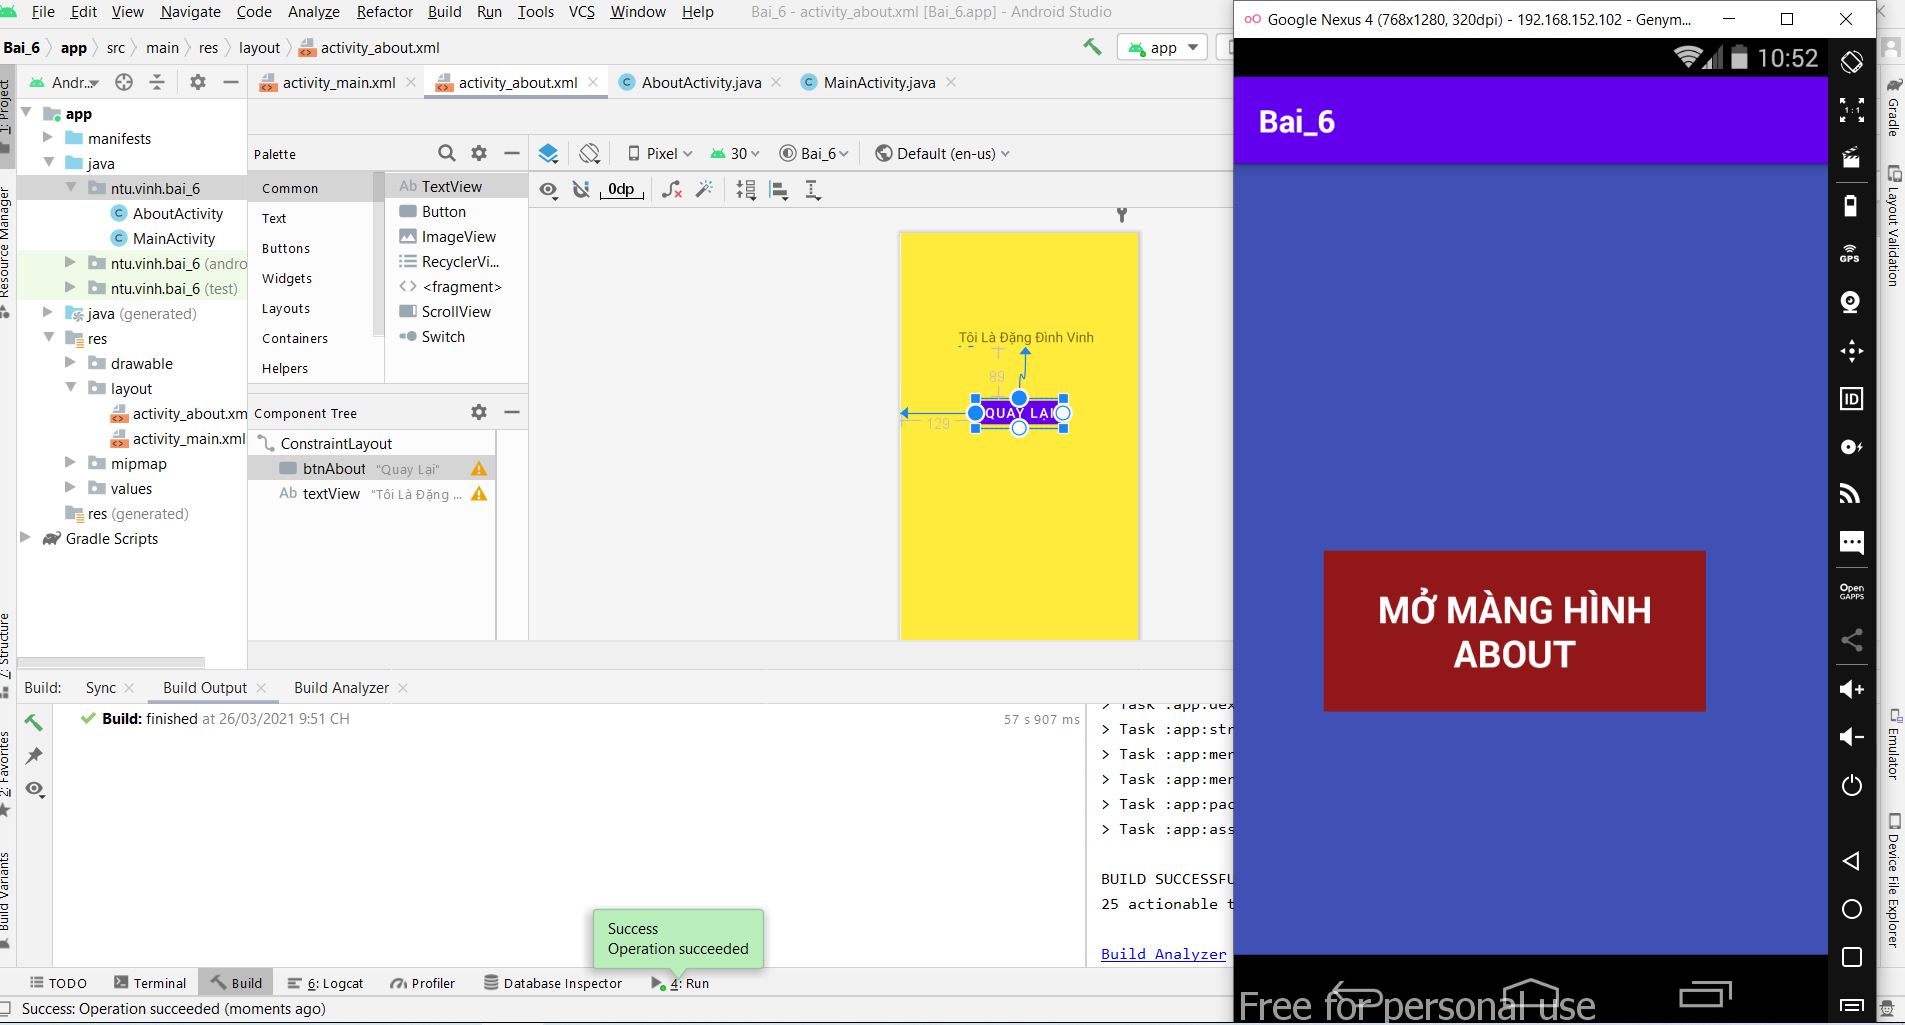 File Edit View Navigate Code Analyze Refactor Build Run Tools VCS Window Help Bai_6 - activity_about.xml [Bai_6.app] - Android Studio
Bai_6 app src main res layout activity_about.xml
app
Andr...
activity_main.xml
activity_about.xml
AboutActivity.java
MainActivity.java
1: Project
Resource Manager
Z: Structure
2: Favorites
Build Variants
app
manifests
java
ntu.vinh.bai_6
AboutActivity
MainActivity
ntu.vinh.bai_6 (andro
ntu.vinh.bai_6 (test)
java (generated)
res
drawable
layout
activity_about.xm
activity_main.xml
mipmap
values
res (generated)
Gradle Scripts
Palette
Common
Text
Buttons
Widgets
Layouts
Containers
Helpers
Ab TextView
Button
ImageView
RecyclerVi...
<fragment>
ScrollView
Switch
Component Tree
ConstraintLayout
btnAbout "Quay Lại"
Ab textView "Tôi Là Đặng ...
Pixel
30
Bai_6
Default (en-us)
0dp
Tôi Là Đặng Đình Vinh
89
QUAY LẠI
129
Build: Sync Build Output Build Analyzer
Build: finished at 26/03/2021 9:51 CH
57 s 907 ms
> Task :app:dex
> Task :app:str
> Task :app:mer
> Task :app:mer
> Task :app:pac
> Task :app:ass
BUILD SUCCESSFU
25 actionable t
Build Analyzer
Success
Operation succeeded
TODO Terminal Build 6: Logcat Profiler Database Inspector 4: Run
Success: Operation succeeded (moments ago)
Google Nexus 4 (768x1280, 320dpi) - 192.168.152.102 - Genym...
10:52
Bai_6
MỞ MÀNG HÌNH
ABOUT
Free for personal use
1:1
GPS
ID
Open
GAPPS
Gradle
Layout Validation
Emulator
Device File Explorer